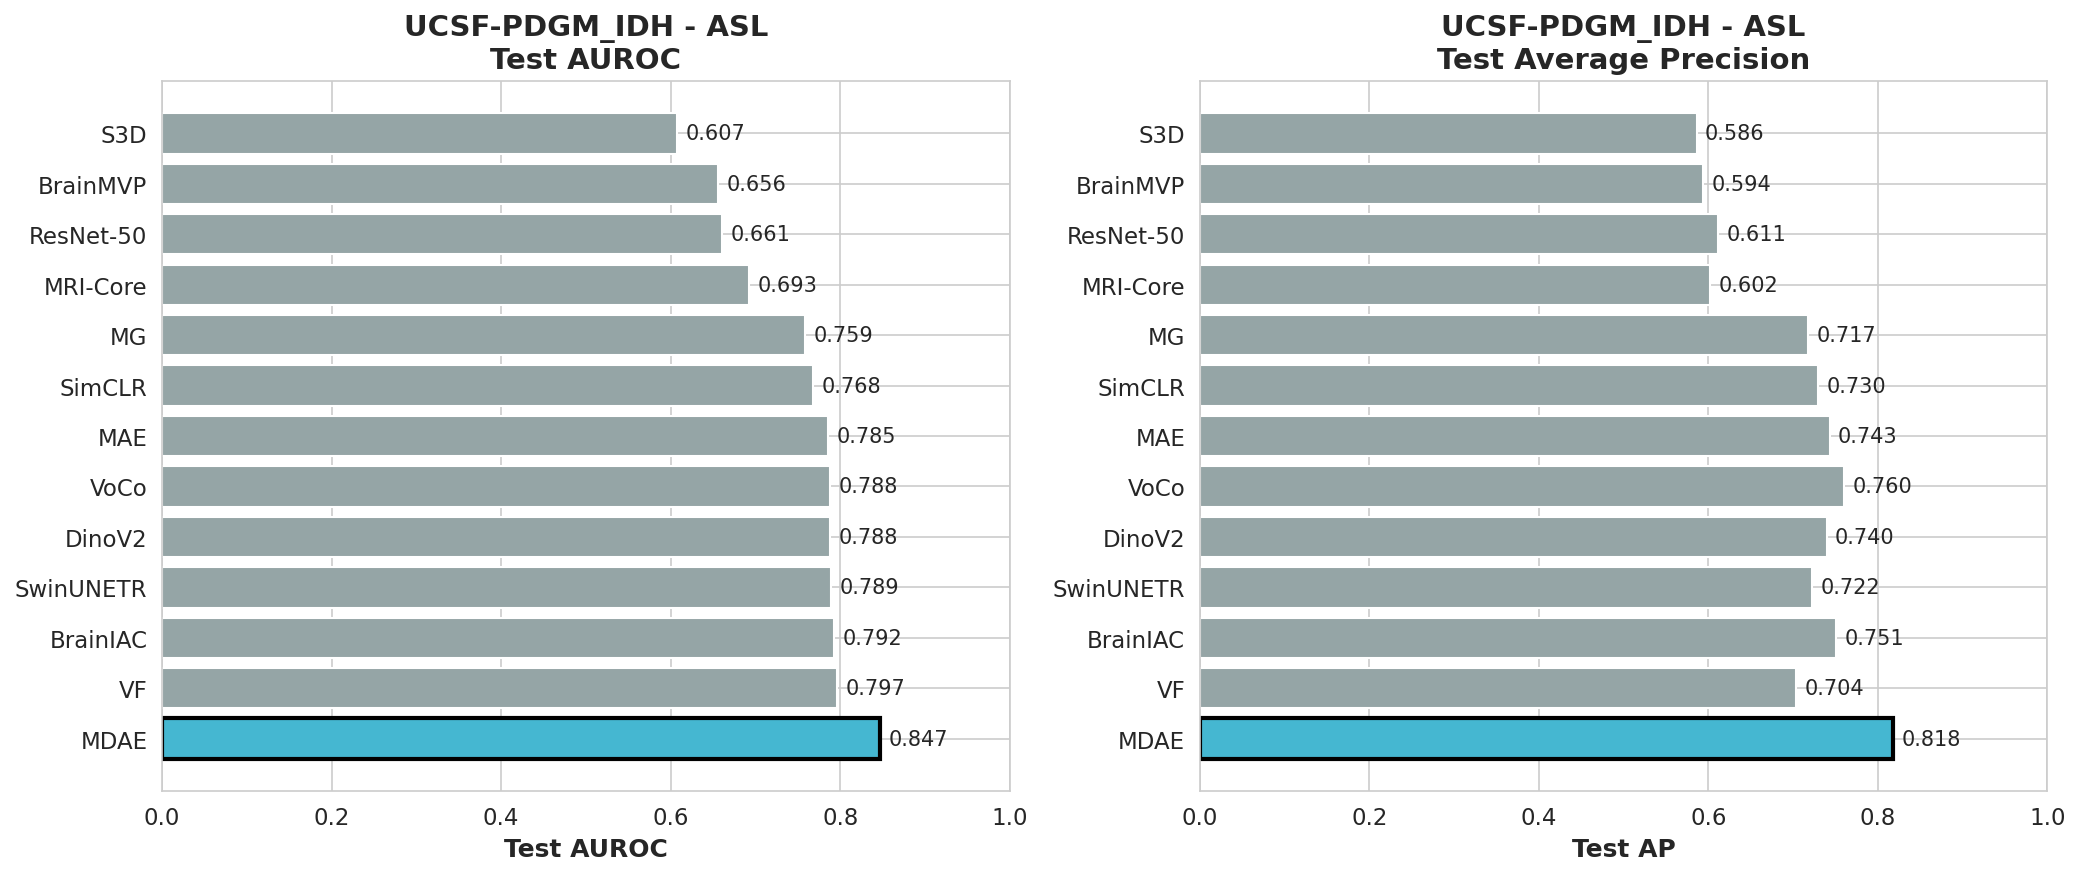 UCSF-PDGM_IDH - ASL
Test AUROC
S3D
0.607
BrainMVP
0.656
ResNet-50
0.661
MRI-Core
0.693
MG
0.759
SimCLR
0.768
MAE
0.785
VoCo
0.788
DinoV2
0.788
SwinUNETR
0.789
BrainIAC
0.792
VF
0.797
MDAE
0.847
0.0 0.2 0.4 0.6 0.8 1.0
Test AUROC
UCSF-PDGM_IDH - ASL
Test Average Precision
S3D
0.586
BrainMVP
0.594
ResNet-50
0.611
MRI-Core
0.602
MG
0.717
SimCLR
0.730
MAE
0.743
VoCo
0.760
DinoV2
0.740
SwinUNETR
0.722
BrainIAC
0.751
VF
0.704
MDAE
0.818
0.0 0.2 0.4 0.6 0.8 1.0
Test AP